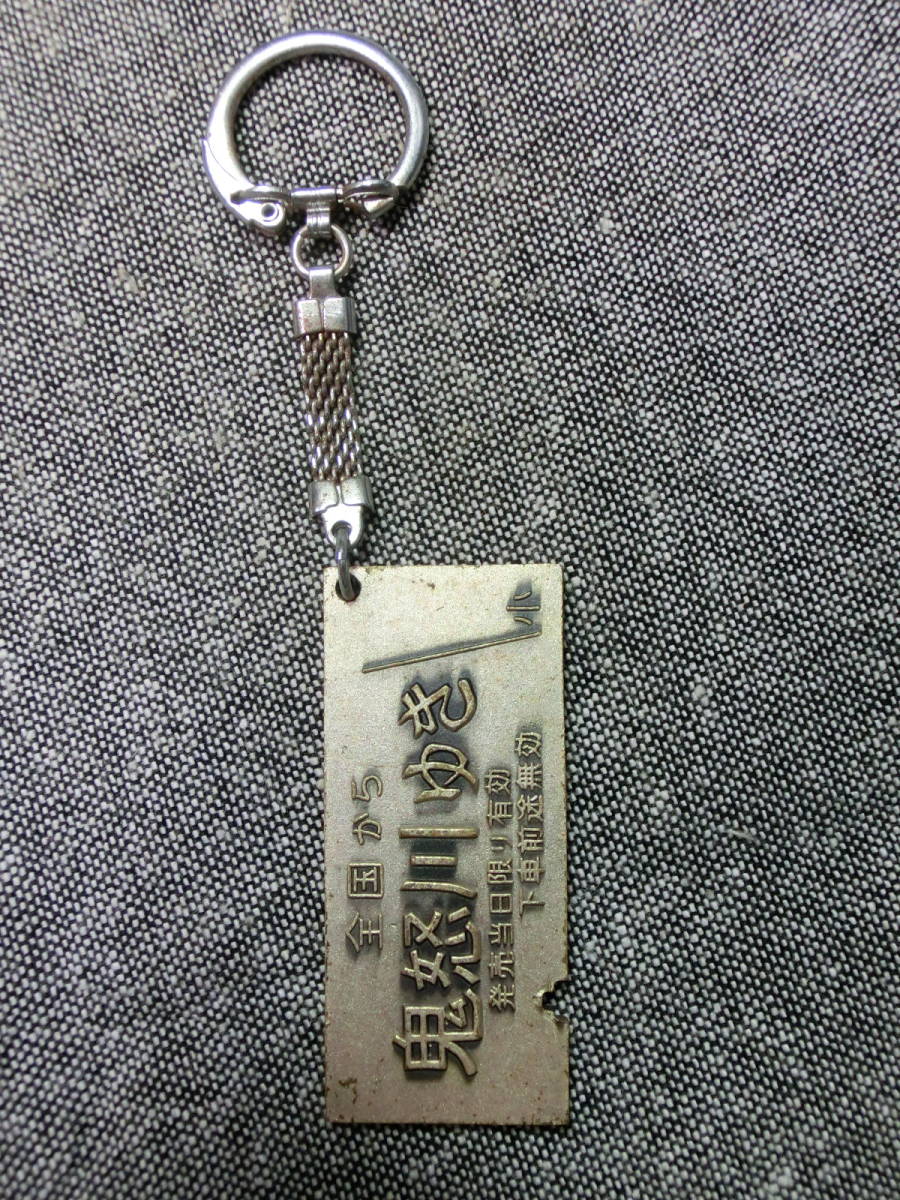 全国から
鬼怒川ゆき
発売当日限り有効
下車前途無効
小